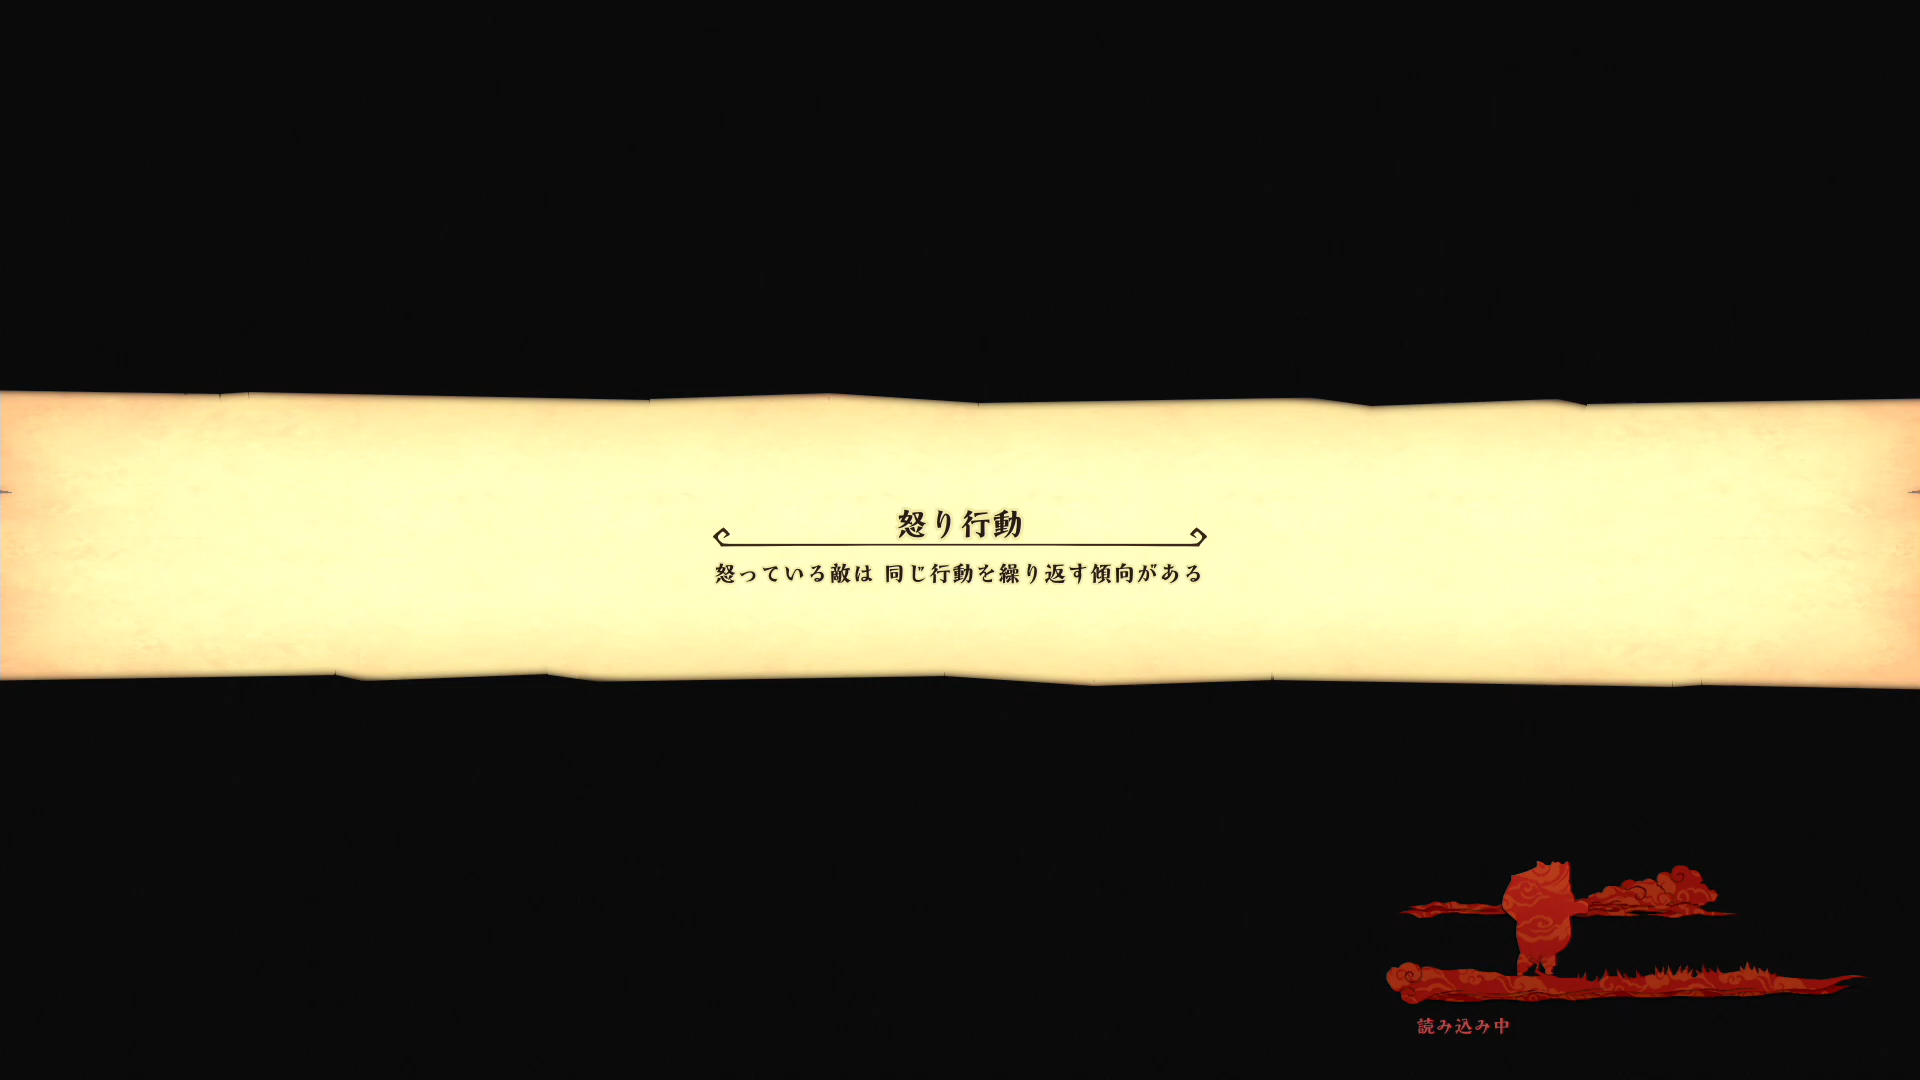 怒り行動
怒っている敵は 同じ行動を繰り返す傾向がある
読み込み中